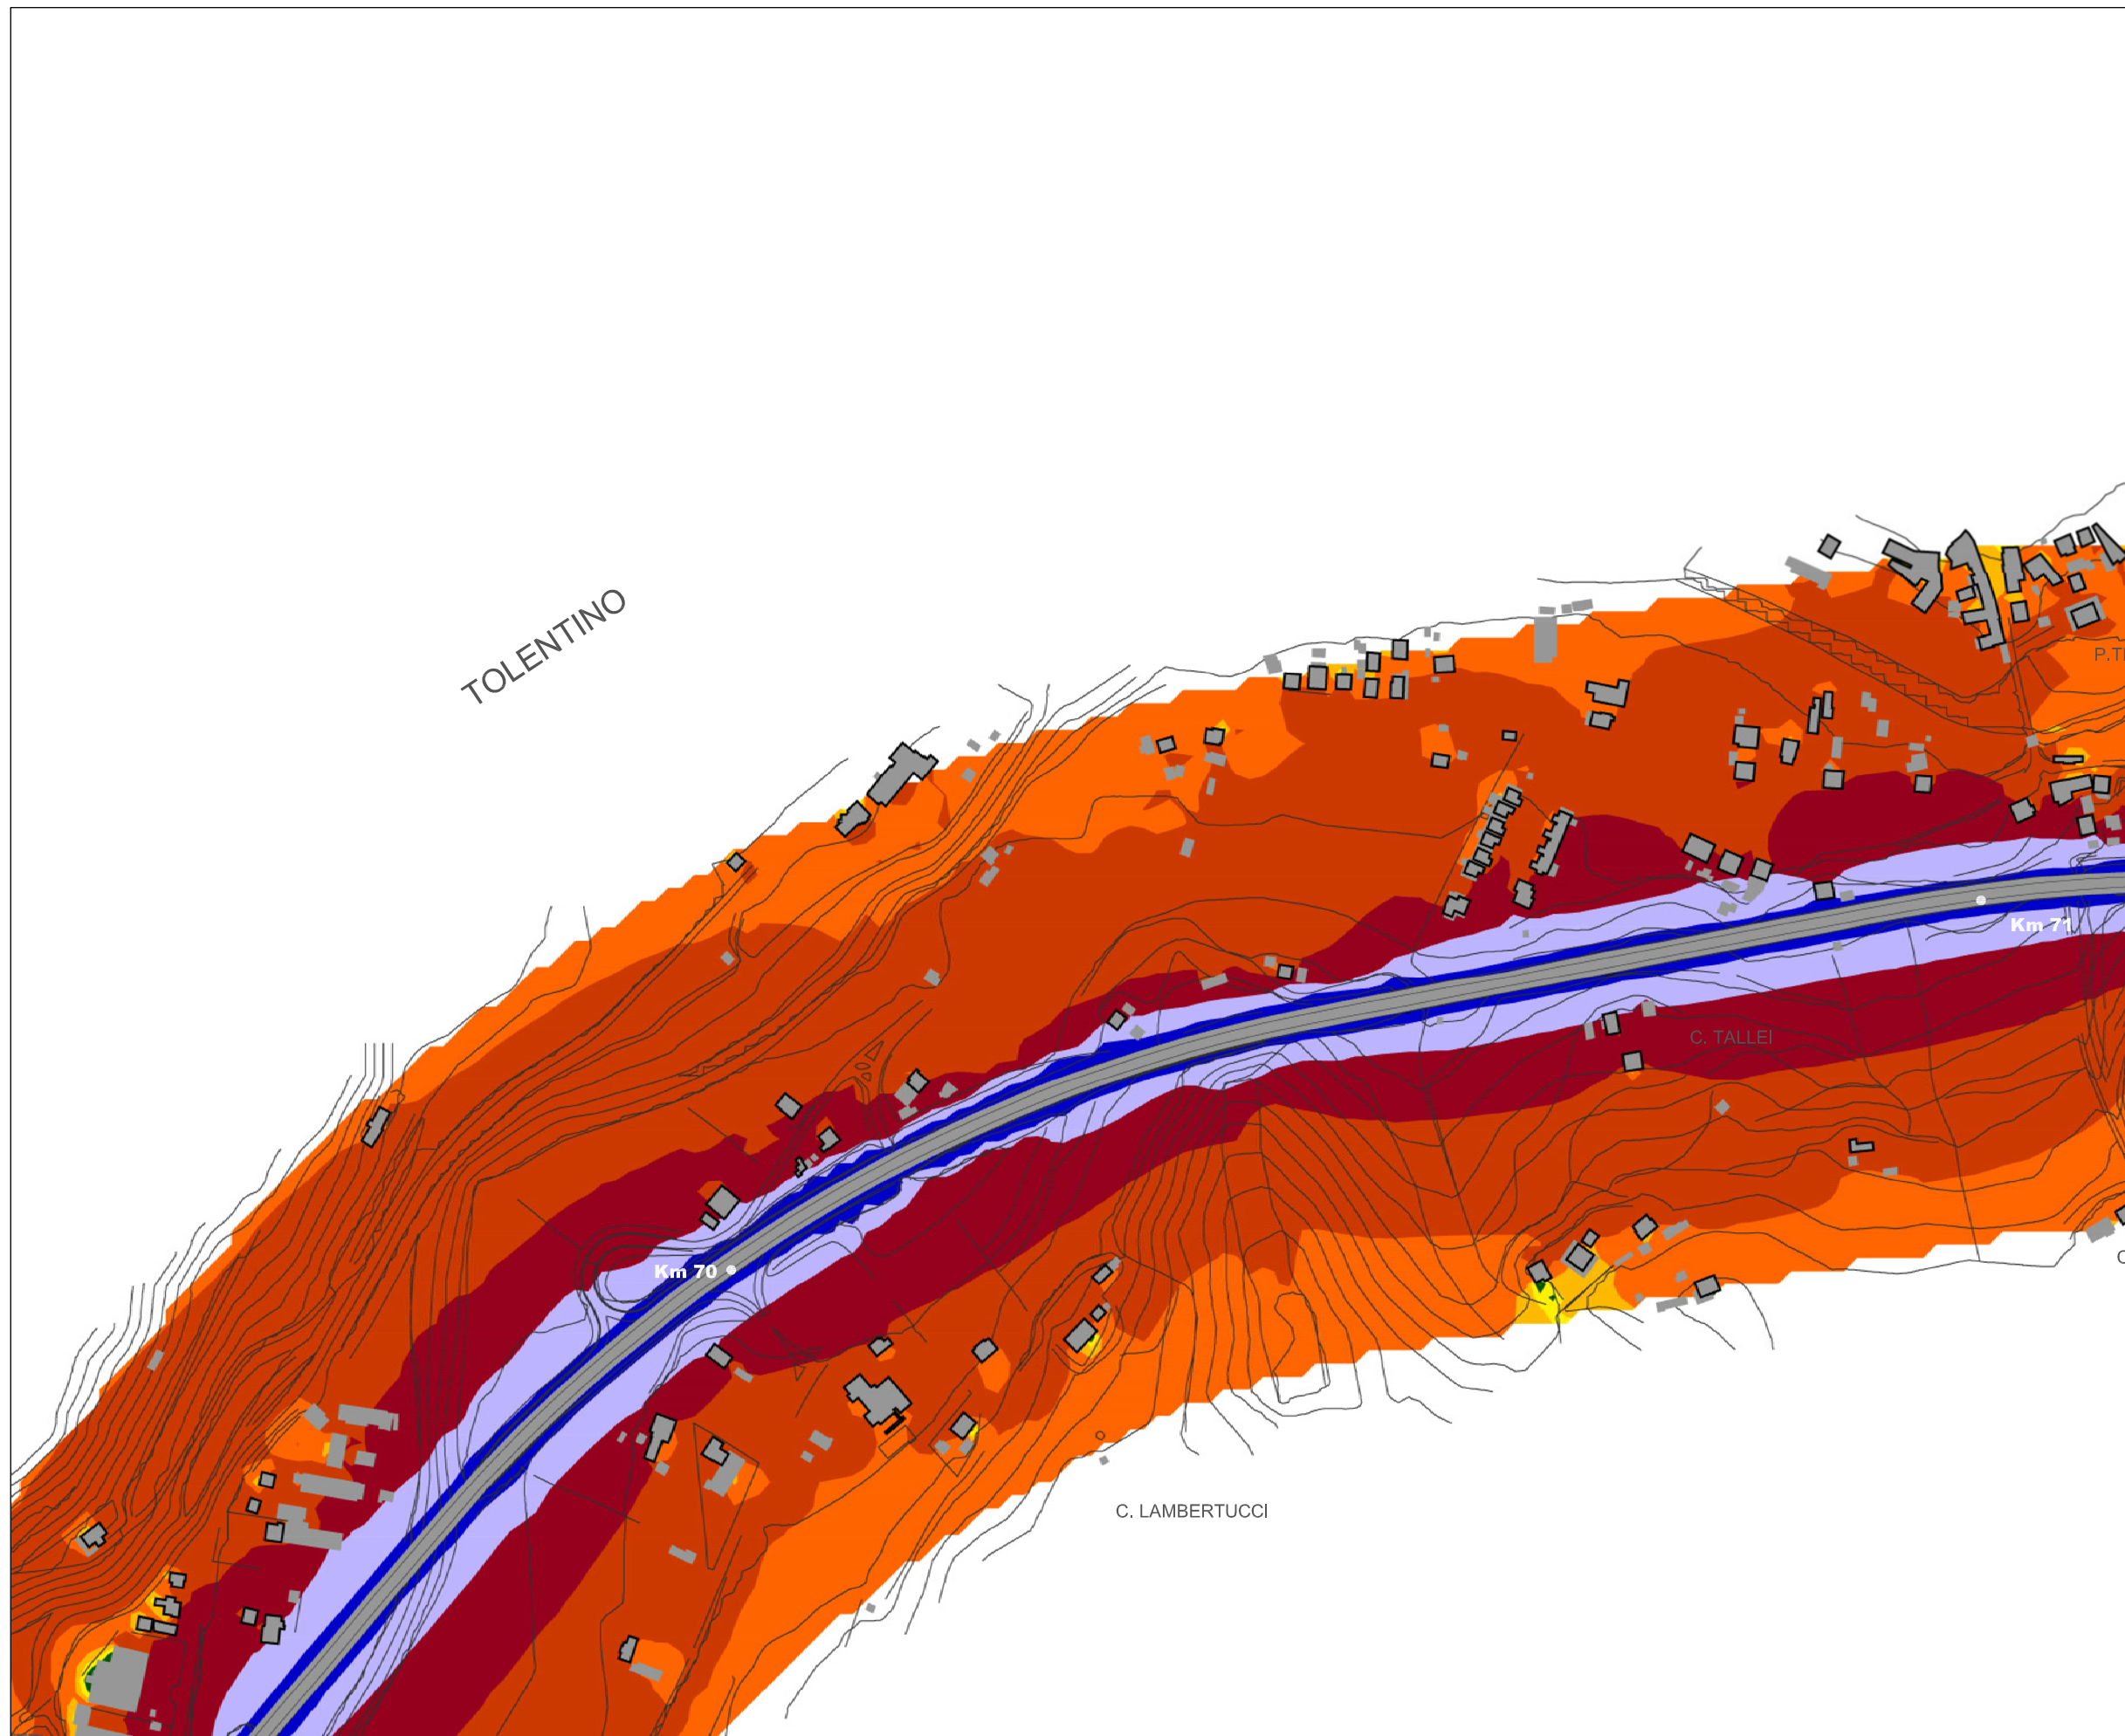 TOLENTINO
P.T
Km 71
C. TALLEI
Km 70
C. LAMBERTUCCI